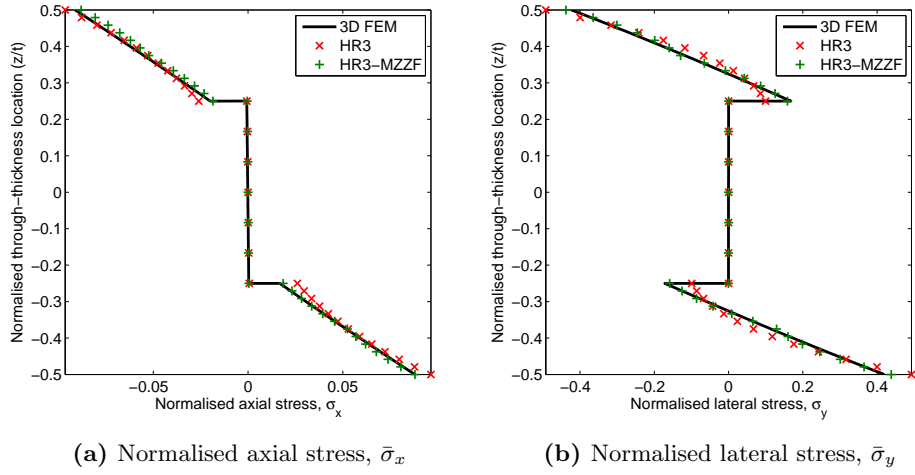 0.5
0.4
0.3
0.2
0.1
0
−0.1
−0.2
−0.3
−0.4
−0.5
Normalised through−thickness location (z/t)
−0.05 0 0.05
Normalised axial stress, σx
3D FEM
HR3
HR3−MZZF
(a) Normalised axial stress, σ̄x
0.5
0.4
0.3
0.2
0.1
0
−0.1
−0.2
−0.3
−0.4
−0.5
Normalised through−thickness location (z/t)
−0.4 −0.2 0 0.2 0.4
Normalised lateral stress, σy
3D FEM
HR3
HR3−MZZF
(b) Normalised lateral stress, σ̄y